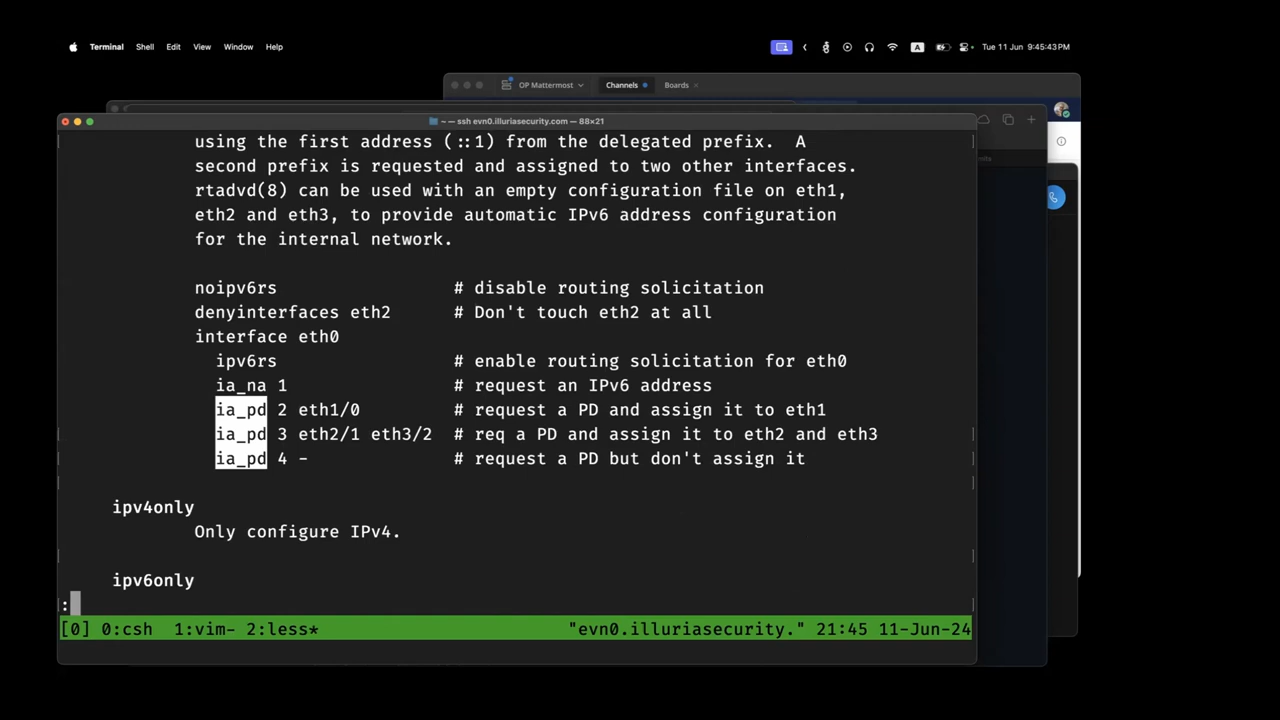 Terminal Shell Edit View Window Help
A Tue 11 Jun 9:45:43PM
OP Mattermost Channels Boards
~ — ssh evn0.illuriasecurity.com — 88×21
using the first address (::1) from the delegated prefix. A
second prefix is requested and assigned to two other interfaces.
rtadvd(8) can be used with an empty configuration file on eth1,
eth2 and eth3, to provide automatic IPv6 address configuration
for the internal network.
noipv6rs # disable routing solicitation
denyinterfaces eth2 # Don't touch eth2 at all
interface eth0
ipv6rs # enable routing solicitation for eth0
ia_na 1 # request an IPv6 address
ia_pd 2 eth1/0 # request a PD and assign it to eth1
ia_pd 3 eth2/1 eth3/2 # req a PD and assign it to eth2 and eth3
ia_pd 4 - # request a PD but don't assign it
ipv4only
Only configure IPv4.
ipv6only
:
[0] 0:csh 1:vim- 2:less* "evn0.illuriasecurity." 21:45 11-Jun-24